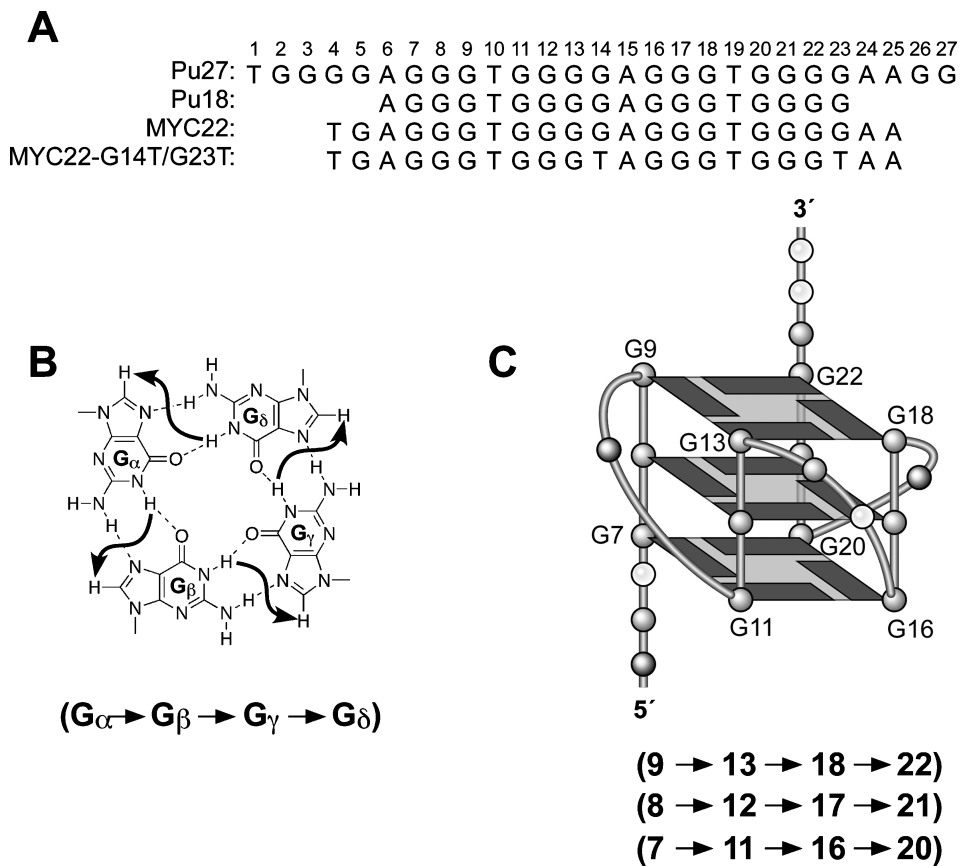 A
1 2 3 4 5 6 7 8 9 10 11 12 13 14 15 16 17 18 19 20 21 22 23 24 25 26 27
Pu27: T G G G G A G G G T G G G G A G G G T G G G G A A G G
Pu18: A G G G T G G G G A G G G T G G G G
MYC22: T G A G G G T G G G G A G G G T G G G G A A
MYC22-G14T/G23T: T G A G G G T G G G T A G G G T G G G T A A
B
H H
N N H N N
Gδ H
H N N
Gα O O
N N H H
H N N H
H N N
H H O O Gγ
N N
N H
H Gβ N
N N H N N
N H
H
(Gα→ Gβ → Gγ → Gδ)
C
3´
G9
G22
G13
G18
G7
G20
G11
G16
5´
(9 → 13 → 18 → 22)
(8 → 12 → 17 → 21)
(7 → 11 → 16 → 20)